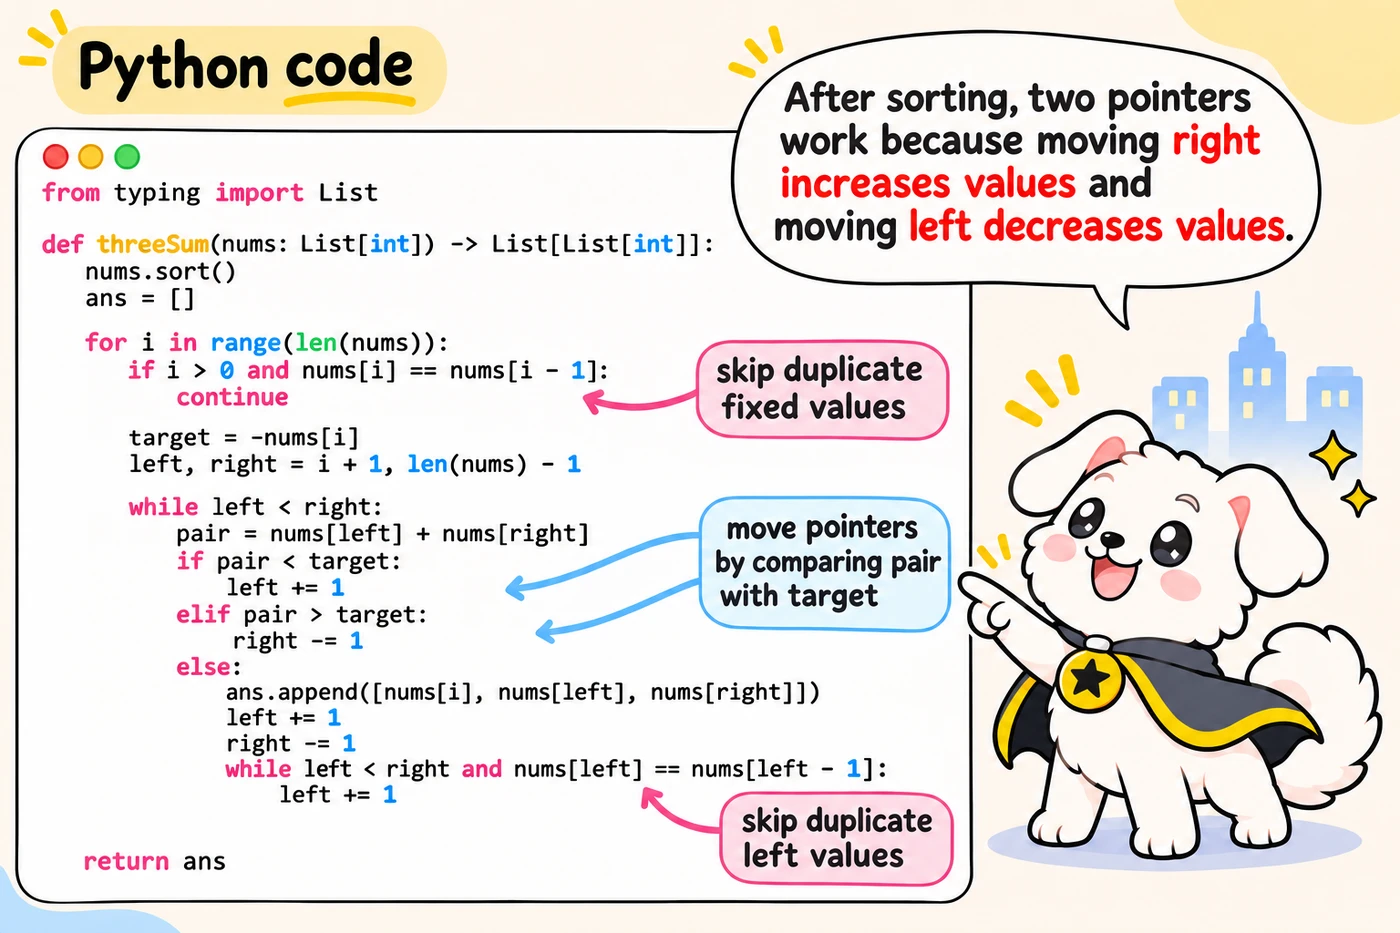 Python code
After sorting, two pointers
work because moving right
increases values and
moving left decreases values.
from typing import List
def threeSum(nums: List[int]) -> List[List[int]]:
nums.sort()
ans = []
for i in range(len(nums)):
if i > 0 and nums[i] == nums[i - 1]:
continue
skip duplicate
fixed values
target = -nums[i]
left, right = i + 1, len(nums) - 1
while left < right:
pair = nums[left] + nums[right]
if pair < target:
left += 1
elif pair > target:
right -= 1
move pointers
by comparing pair
with target
else:
ans.append([nums[i], nums[left], nums[right]])
left += 1
right -= 1
while left < right and nums[left] == nums[left - 1]:
left += 1
skip duplicate
left values
return ans